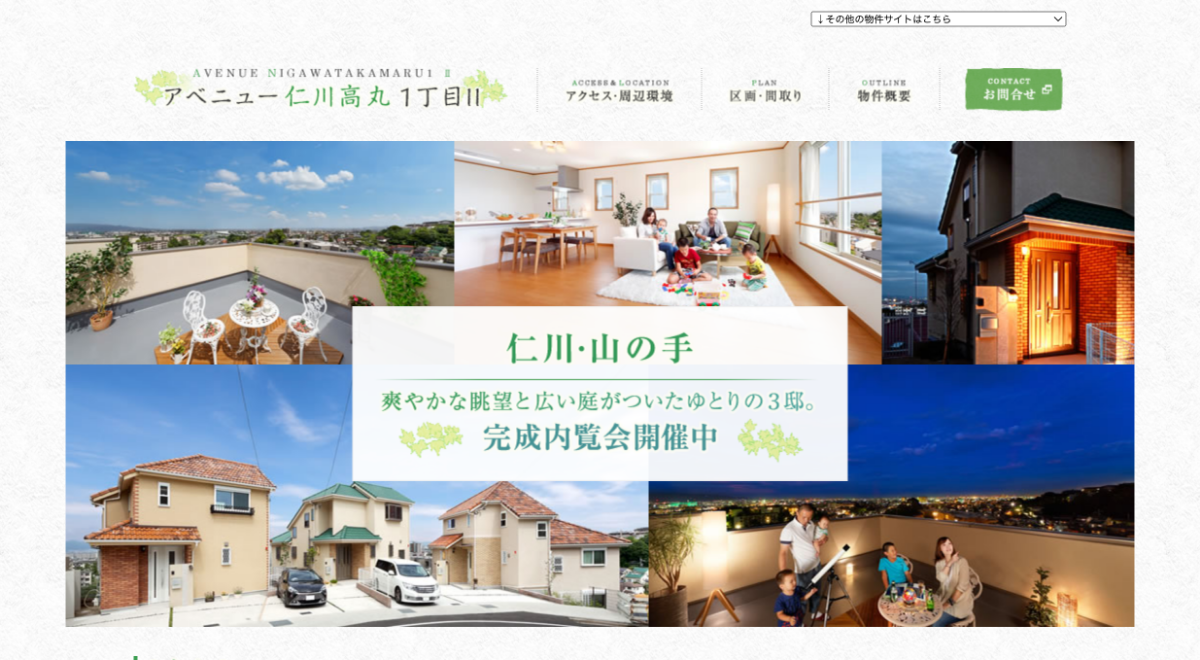 ↓その他の物件サイトはこちら
AVENUE NIGAWATAKAMARU1 II
アベニュー仁川高丸1丁目II
ACCESS&LOCATION
アクセス・周辺環境
PLAN
区画・間取り
OUTLINE
物件概要
CONTACT
お問合せ
仁川・山の手
爽やかな眺望と広い庭がついたゆとりの3邸。
完成内覧会開催中